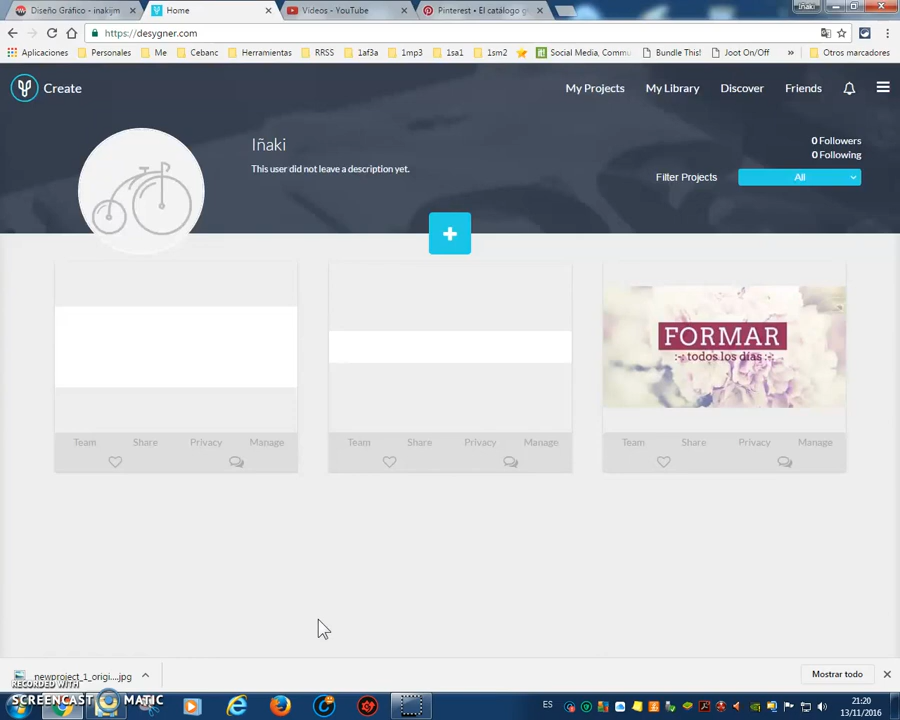 Diseño Gráfico - inakijm
Home
Videos - YouTube
Pinterest • El catálogo
Iñaki
https://desygner.com
Aplicaciones
Personales
Me
Cebanc
Herramientas
RRSS
1af3a
1mp3
1sa1
1sm2
Social Media, Commu
Bundle This!
Joot On/Off
»
Otros marcadores
Create
My Projects
My Library
Discover
Friends
Iñaki
This user did not leave a description yet.
0 Followers
0 Following
Filter Projects
All
FORMAR
:-: todos los días :-:
Team Share Privacy Manage
Team Share Privacy Manage
Team Share Privacy Manage
newproject_1_origi....jpg
Mostrar todo
RECORDED WITH
SCREENCAST MATIC
ES
21:20
13/11/2016